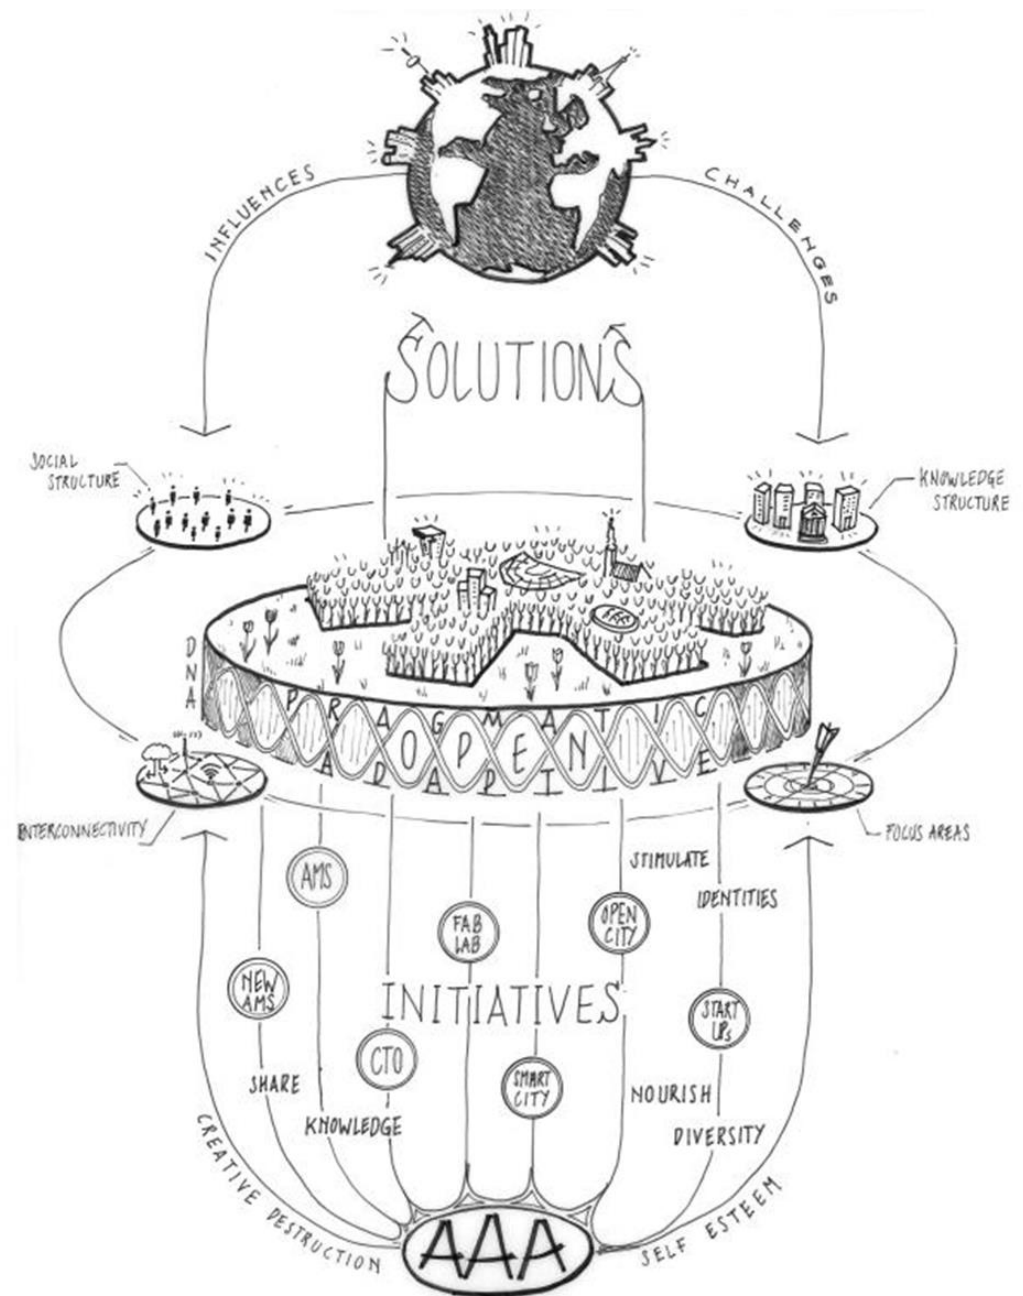 INFLUENCES
CHALLENGES
SOLUTIONS
SOCIAL
STRUCTURE
KNOWLEDGE
STRUCTURE
DNA
PRAGMATIC
OPEN
ADAPTIVE
INTERCONNECTIVITY
FOCUS AREAS
STIMULATE
AMS
IDENTITIES
FAB
LAB
OPEN
CITY
NEW
AMS
INITIATIVES
START
UPs
CTO
SMART
CITY
SHARE
NOURISH
KNOWLEDGE
DIVERSITY
CREATIVE DESTRUCTION
SELF ESTEEM
AAA